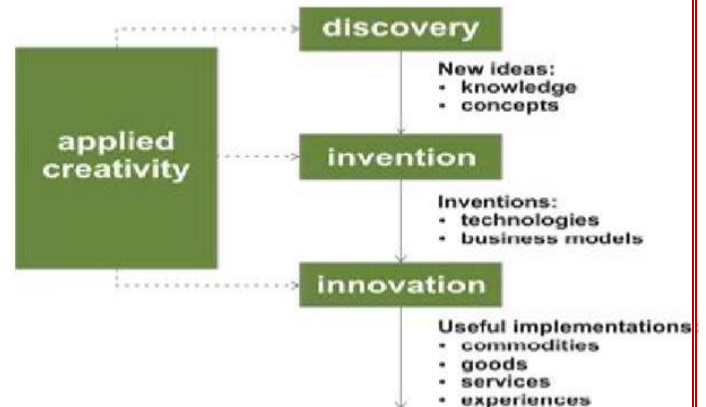 discovery
New ideas:
• knowledge
• concepts
applied
creativity
invention
Inventions:
• technologies
• business models
innovation
Useful implementations:
• commodities
• goods
• services
• experiences